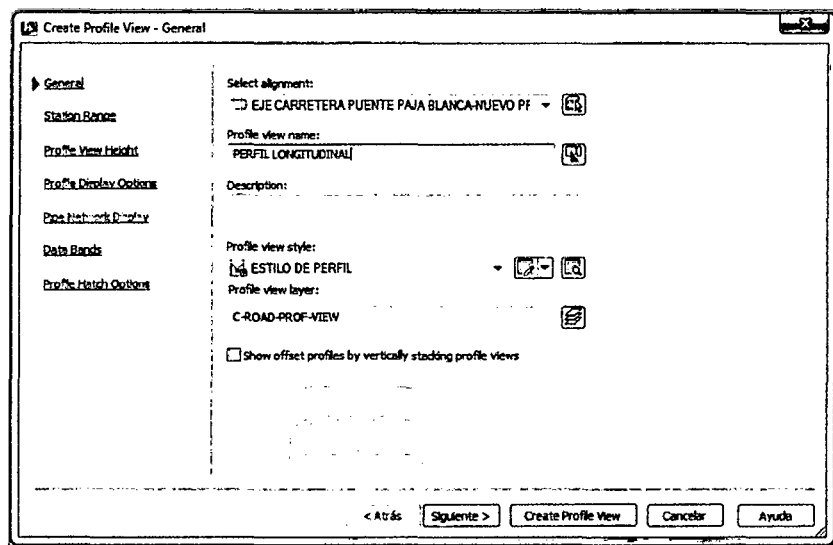 Create Profile View - General
General
Station Range
Profile View Height
Profile Display Options
Pipe Network Display
Data Bands
Profile Hatch Options
Select alignment:
EJE CARRETERA PUENTE PAJA BLANCA-NUEVO PF
Profile view name:
PERFIL LONGITUDINAL
Description:
Profile view style:
ESTILO DE PERFIL
Profile view layer:
C-ROAD-PROF-VIEW
Show offset profiles by vertically stacking profile views
< Atrás
Siguiente >
Create Profile View
Cancelar
Ayuda